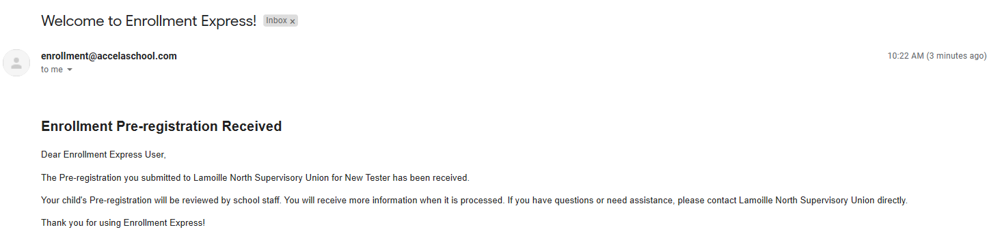 Welcome to Enrollment Express! Inbox x
enrollment@accelaschool.com 10:22 AM (3 minutes ago)
to me
Enrollment Pre-registration Received
Dear Enrollment Express User,
The Pre-registration you submitted to Lamoille North Supervisory Union for New Tester has been received.
Your child's Pre-registration will be reviewed by school staff. You will receive more information when it is processed. If you have questions or need assistance, please contact Lamoille North Supervisory Union directly.
Thank you for using Enrollment Express!